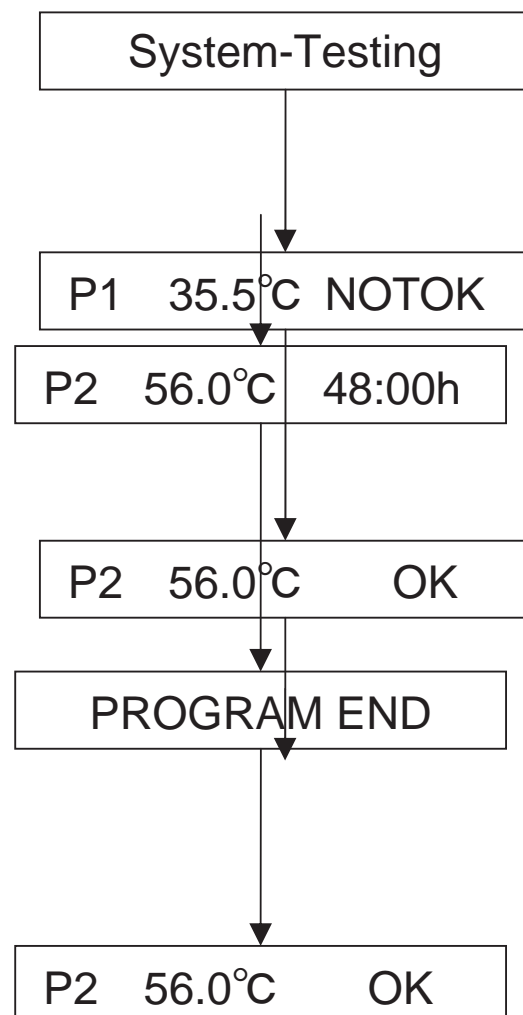 System-Testing
P1 35.5°C NOTOK
P2 56.0°C 48:00h
P2 56.0°C OK
PROGRAM END
P2 56.0°C OK